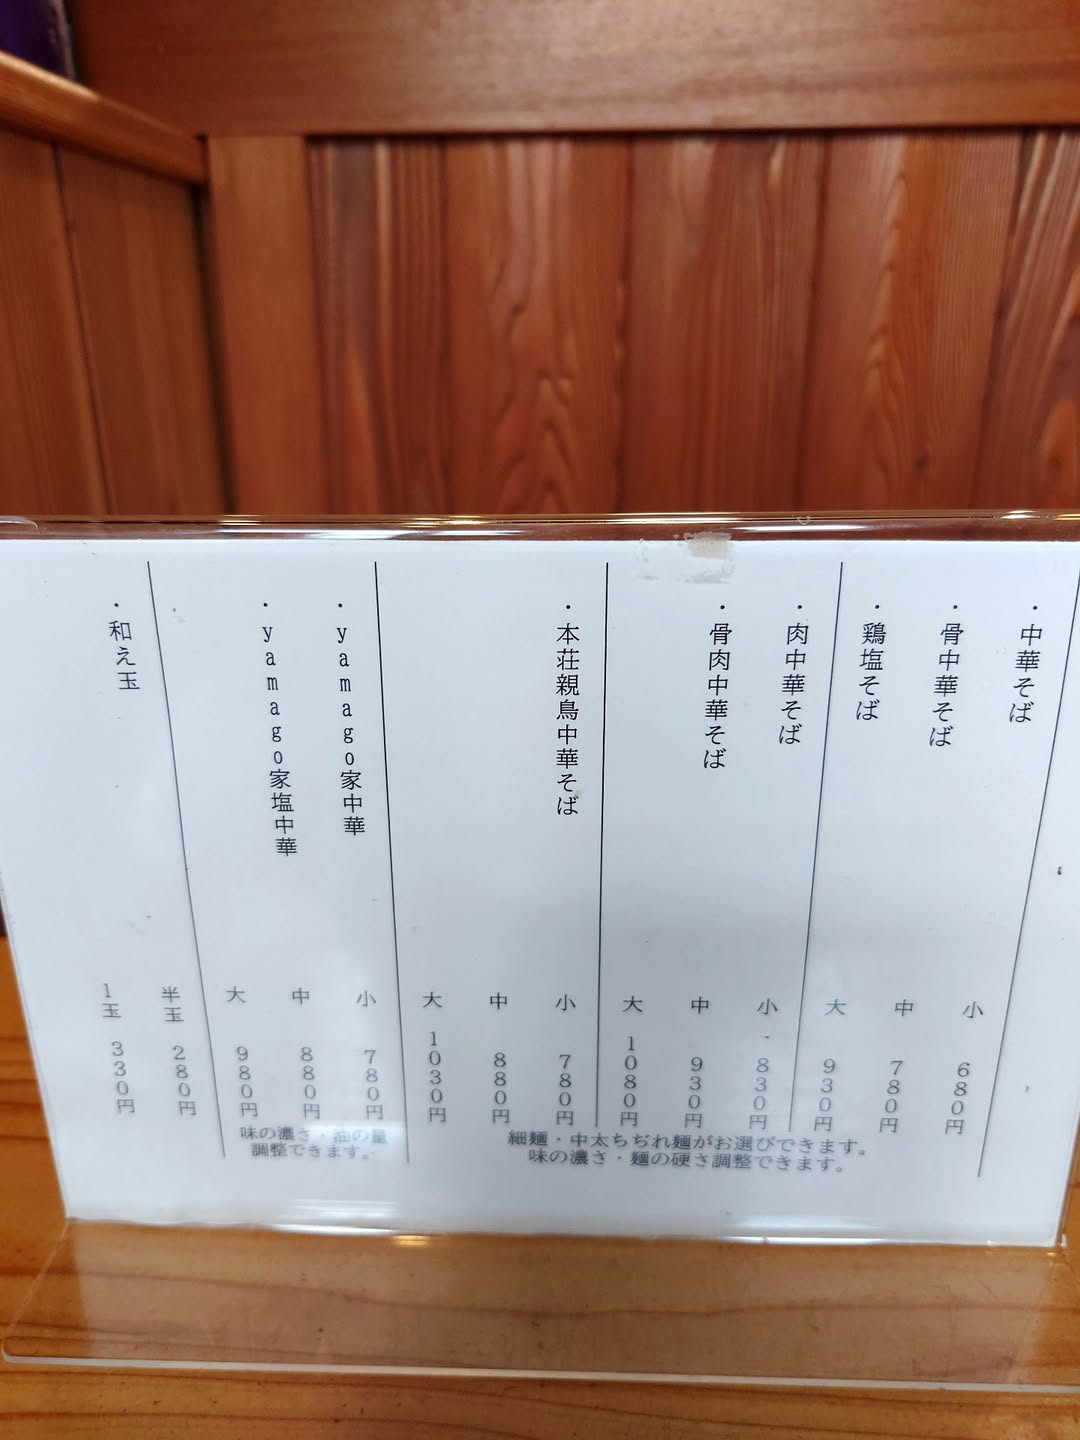 ・中華そば
・骨中華そば
・鶏塩そば
小 680円
中 780円
大 930円
・肉中華そば
・骨肉中華そば
小 830円
中 930円
大 1080円
・本荘親鳥中華そば
小 780円
中 880円
大 1030円
細麺・中太ちぢれ麺がお選びできます。
味の濃さ・麺の硬さ調整できます。
・yamago家中華
・yamago家塩中華
小 780円
中 880円
大 980円
味の濃さ・油の量
調整できます。
・和え玉
半玉 280円
1玉 330円